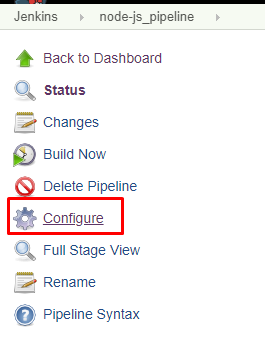 Jenkins node-js_pipeline
Back to Dashboard
Status
Changes
Build Now
Delete Pipeline
Configure
Full Stage View
Rename
Pipeline Syntax